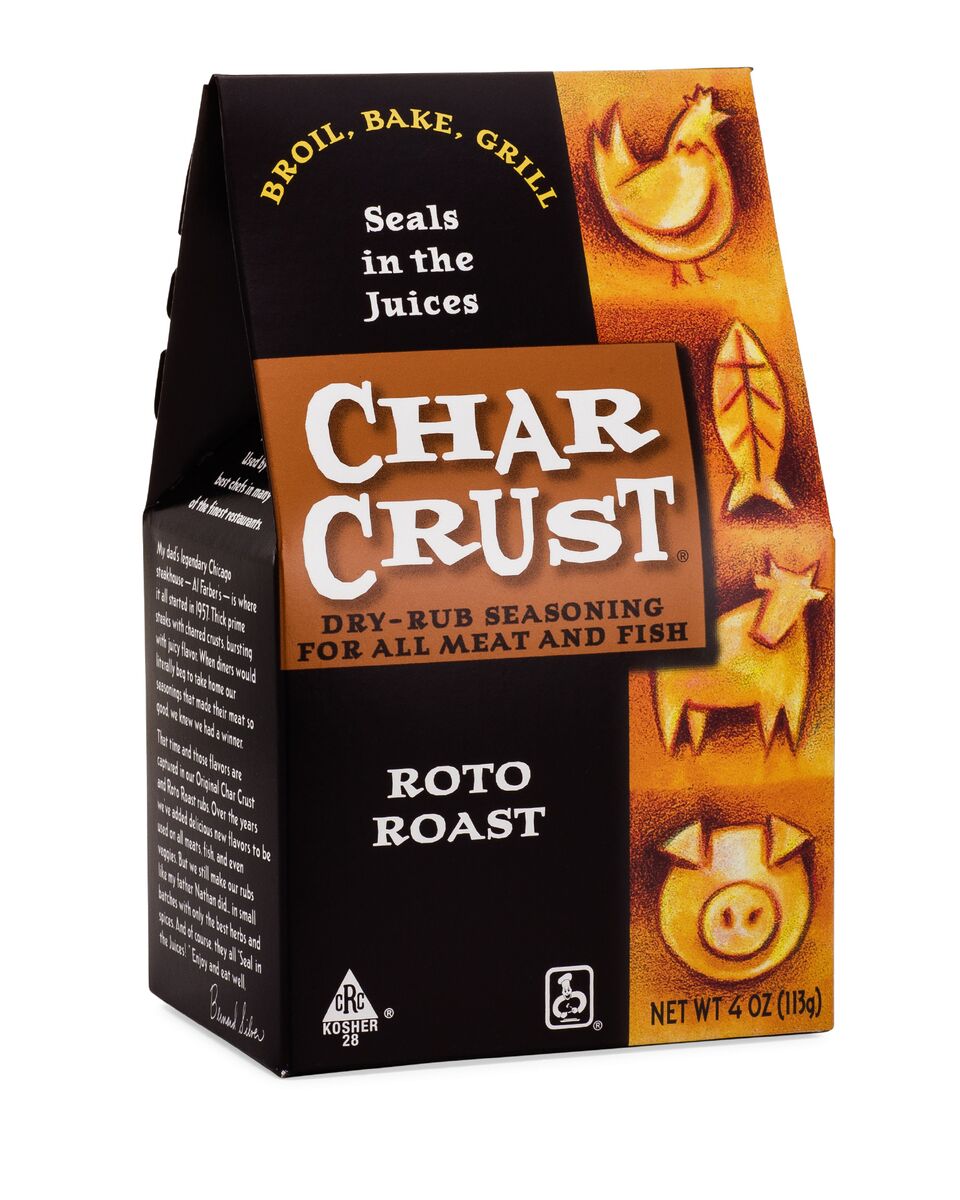 BROIL, BAKE, GRILL
Seals
in the
Juices
CHAR
CRUST®
DRY-RUB SEASONING
FOR ALL MEAT AND FISH
ROTO
ROAST
CRC ®
KOSHER
28
®
NET WT 4 OZ (113g)
Used by
best chefs in many
of the finest restaurants
My dad's legendary Chicago
steakhouse — Al Farber's — is where
it all started in 1957. Thick prime
steaks with charred crusts, bursting
with juicy flavor. When diners would
literally beg to take home our
seasonings that made their meat so
good, we knew we had a winner.
That time and those flavors are
captured in our Original Char Crust
and Roto Roast rubs. Over the years
we've added delicious new flavors to be
used on all meats, fish, and even
veggies. But we still make our rubs
like my father Nathan did... in small
batches with only the best herbs and
spices. And of course, they all "Seal in
the Juices!" Enjoy and eat well.
Bernard Silver